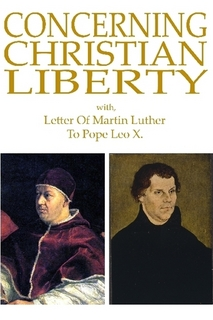 CONCERNING
CHRISTIAN
LIBERTY
with,
Letter Of Martin Luther
To Pope Leo X.